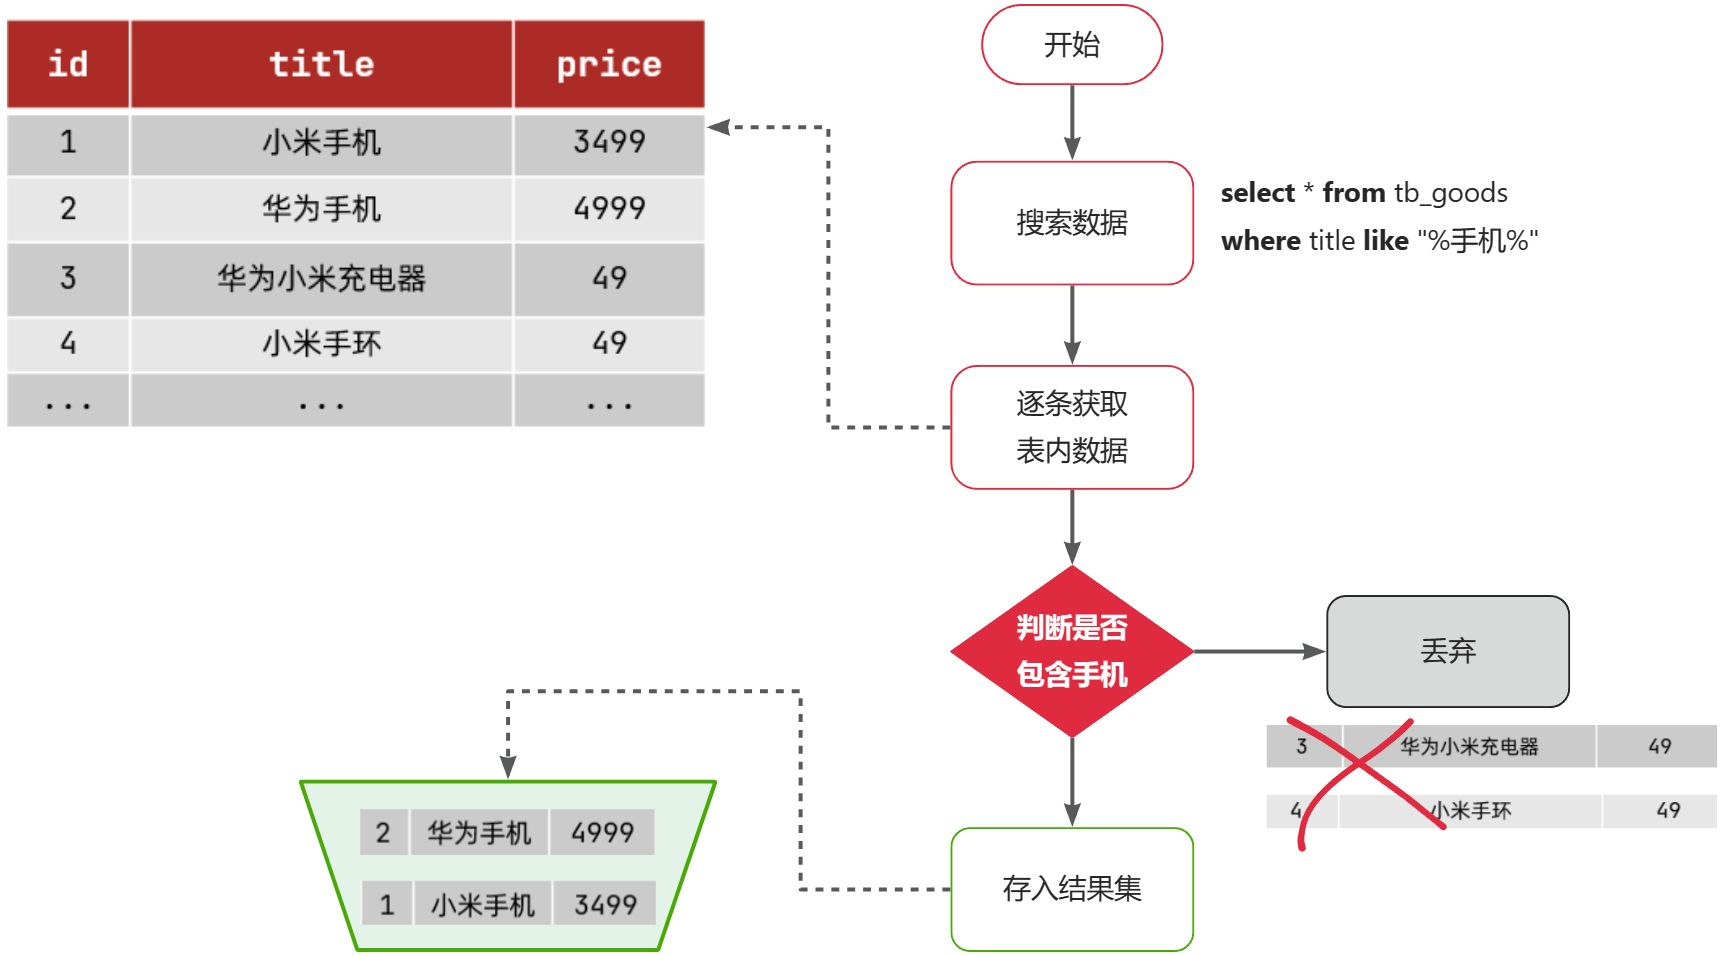 id title price
1 小米手机 3499
2 华为手机 4999
3 华为小米充电器 49
4 小米手环 49
... ... ...
开始
搜索数据
select * from tb_goods
where title like "%手机%"
逐条获取
表内数据
判断是否
包含手机
丢弃
3 华为小米充电器 49
4 小米手环 49
存入结果集
2 华为手机 4999
1 小米手机 3499